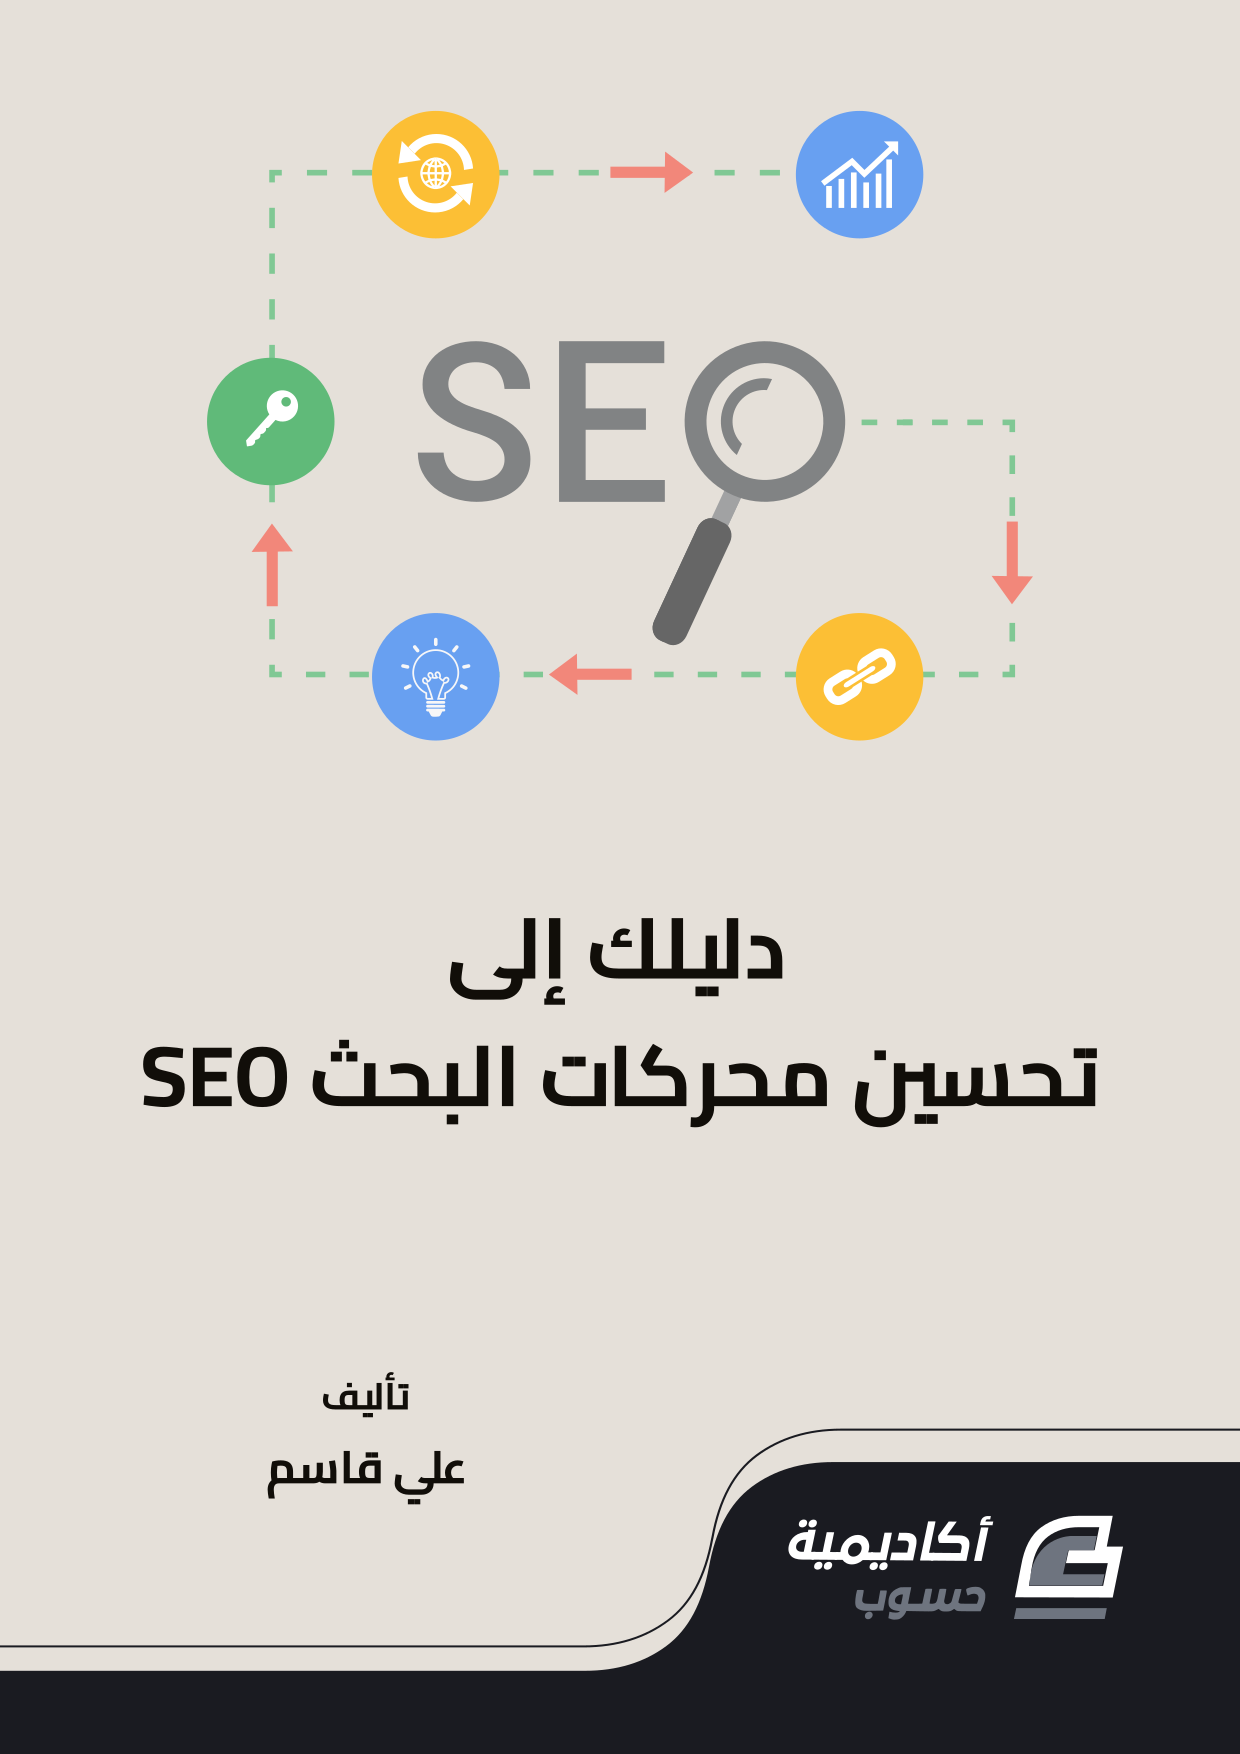 SEO
دليلك إلى
تحسين محركات البحث SEO
تأليف
علي قاسم
أكاديمية
حسوب